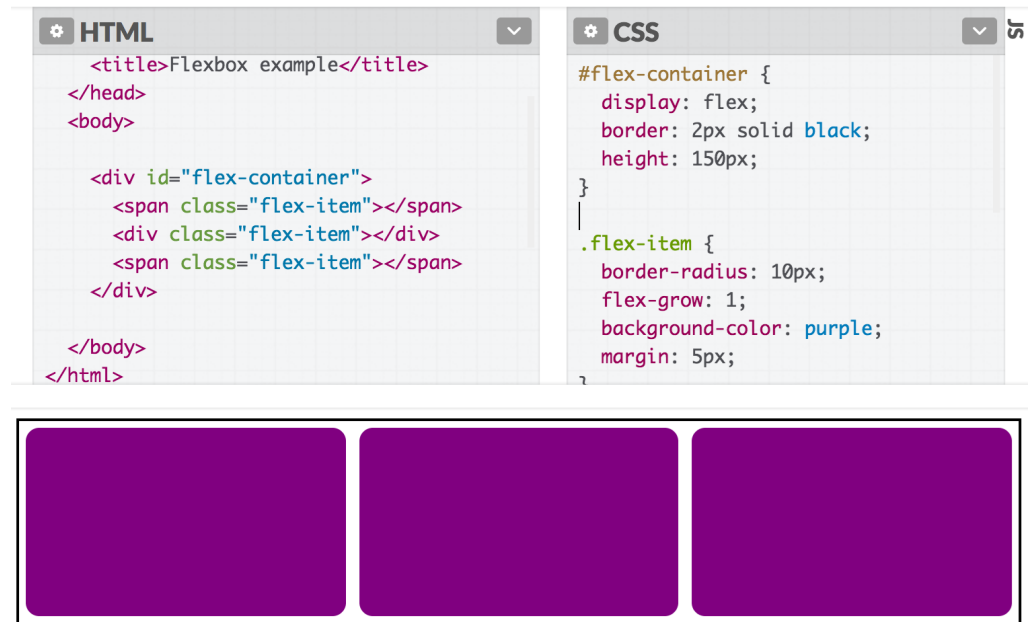 HTML
<title>Flexbox example</title>
</head>
<body>
<div id="flex-container">
<span class="flex-item"></span>
<div class="flex-item"></div>
<span class="flex-item"></span>
</div>
</body>
</html>
CSS
#flex-container {
display: flex;
border: 2px solid black;
height: 150px;
}
.flex-item {
border-radius: 10px;
flex-grow: 1;
background-color: purple;
margin: 5px;
}
JS